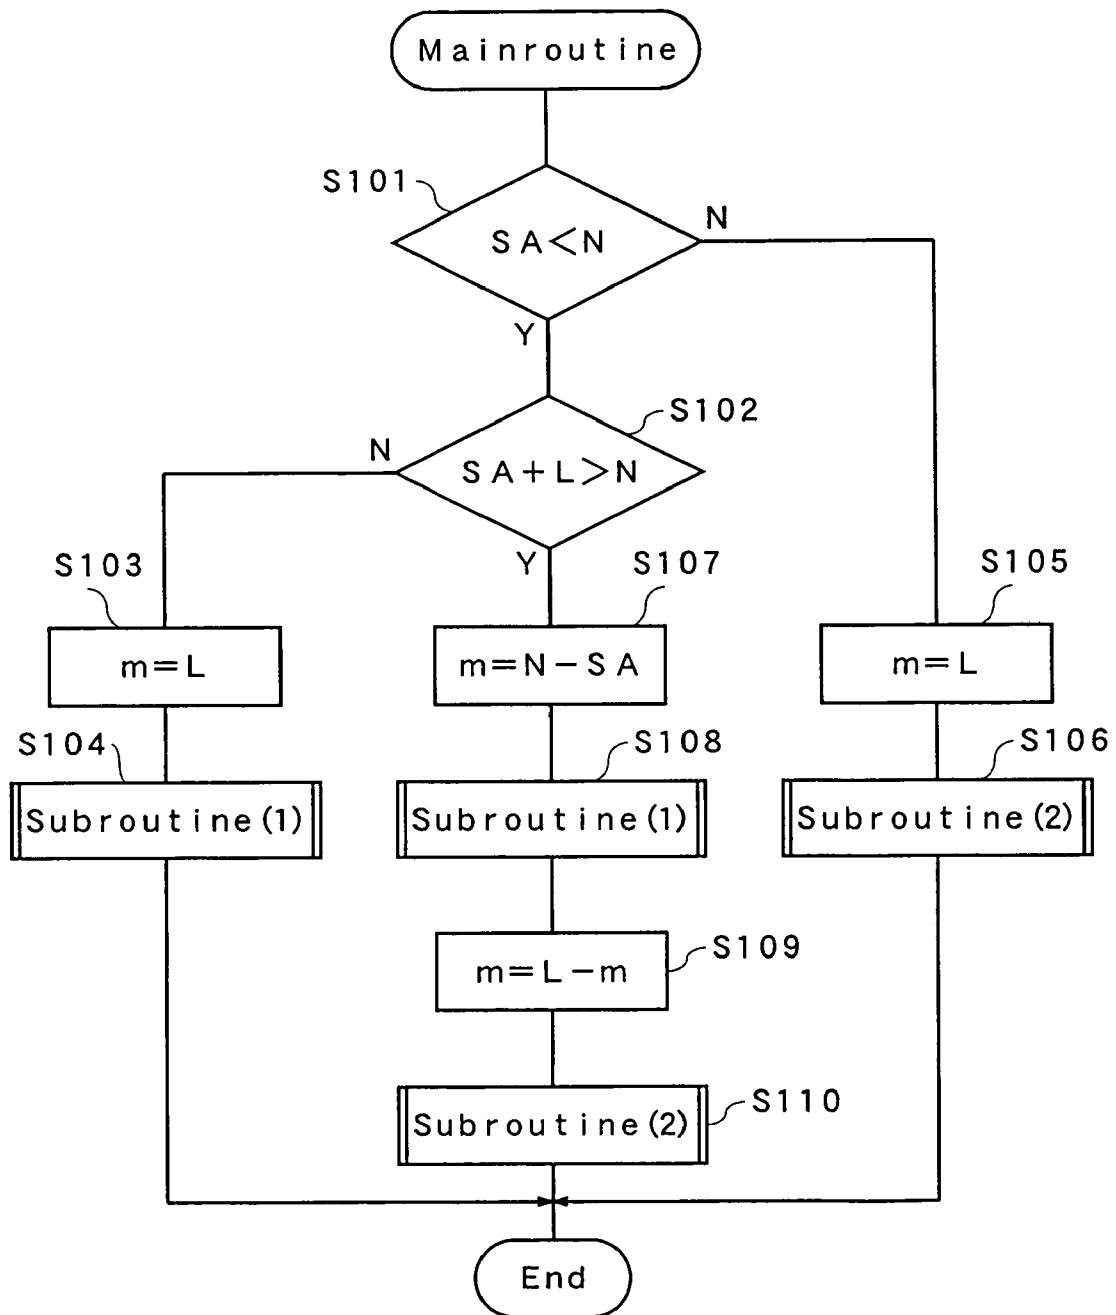 Mainroutine
S101
SA<N
N
Y
S102
N
SA+L>N
Y
S103
S107
S105
m=L
m=N-SA
m=L
S104
S108
S106
Subroutine(1)
Subroutine(1)
Subroutine(2)
m=L-m
S109
Subroutine(2)
S110
End